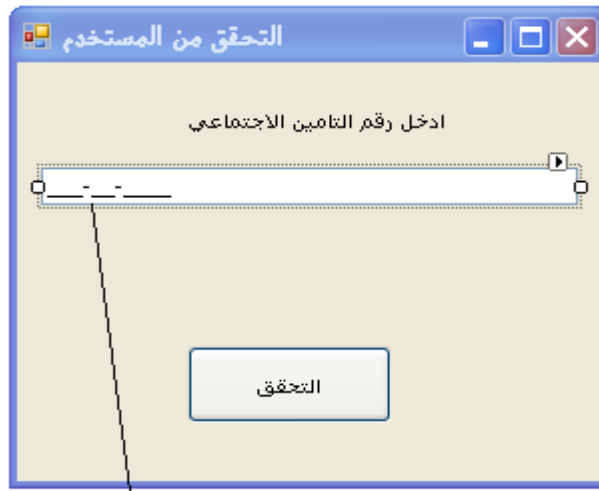 التحقق من المستخدم
ادخل رقم التامين الاجتماعي
___-__-____
التحقق